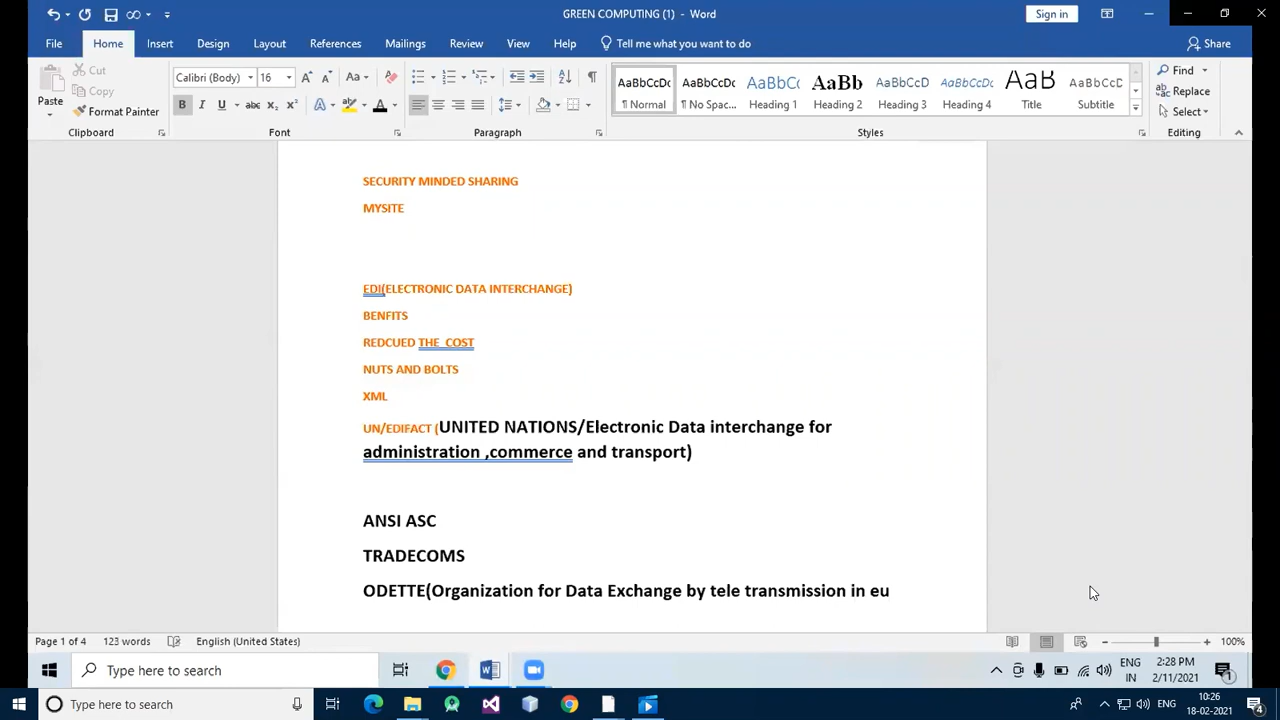 GREEN COMPUTING (1) - Word
Sign in
File Home Insert Design Layout References Mailings Review View Help Tell me what you want to do Share
Paste Cut Copy Format Painter
Calibri (Body) 16
AaBbCcDc AaBbCcDc AaBbCc AaBb AaBbCcD AaBbCcD AaB AaBbCcD
¶ Normal ¶ No Spac... Heading 1 Heading 2 Heading 3 Heading 4 Title Subtitle
Find Replace Select
Clipboard Font Paragraph Styles Editing
SECURITY MINDED SHARING
MYSITE
EDI(ELECTRONIC DATA INTERCHANGE)
BENFITS
REDCUED THE COST
NUTS AND BOLTS
XML
UN/EDIFACT (UNITED NATIONS/Electronic Data interchange for
administration ,commerce and transport)
ANSI ASC
TRADECOMS
ODETTE(Organization for Data Exchange by tele transmission in eu
Page 1 of 4 123 words English (United States) 100%
Type here to search
ENG
IN
2:28 PM
2/11/2021
Type here to search
ENG
10:26
18-02-2021